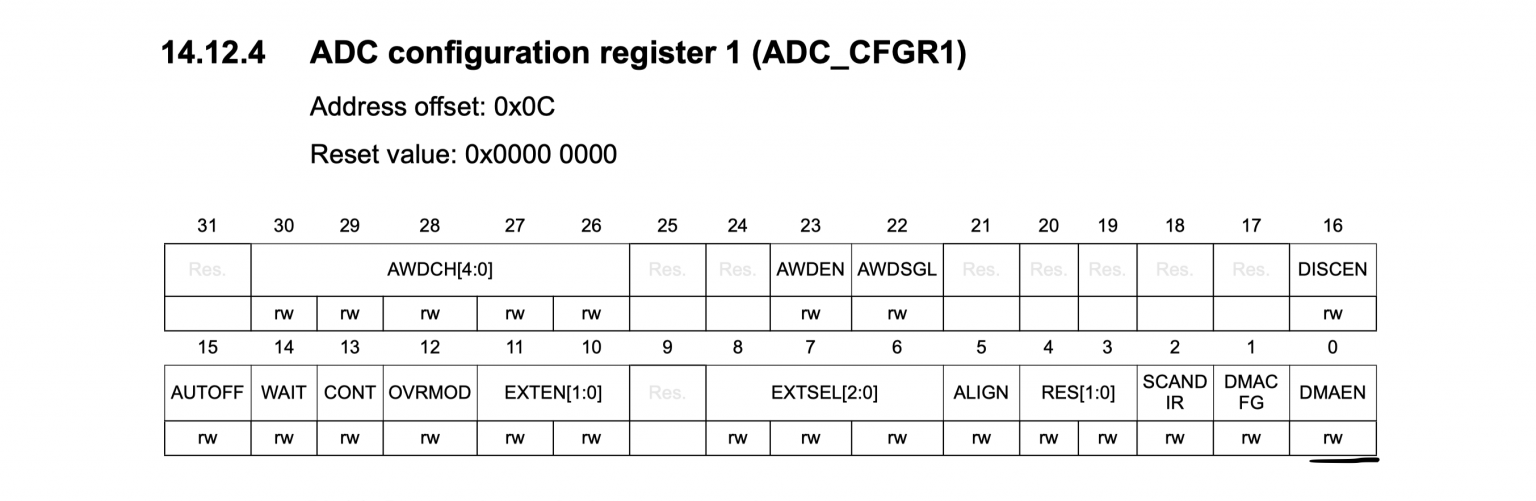 14.12.4 ADC configuration register 1 (ADC_CFGR1)
Address offset: 0x0C
Reset value: 0x0000 0000
31 30 29 28 27 26 25 24 23 22 21 20 19 18 17 16
Res. AWDCH[4:0] Res. Res. AWDEN AWDSGL Res. Res. Res. Res. Res. DISCEN
rw rw rw rw rw rw rw rw
15 14 13 12 11 10 9 8 7 6 5 4 3 2 1 0
AUTOFF WAIT CONT OVRMOD EXTEN[1:0] Res. EXTSEL[2:0] ALIGN RES[1:0] SCAND
IR DMAC
FG DMAEN
rw rw rw rw rw rw rw rw rw rw rw rw rw rw rw